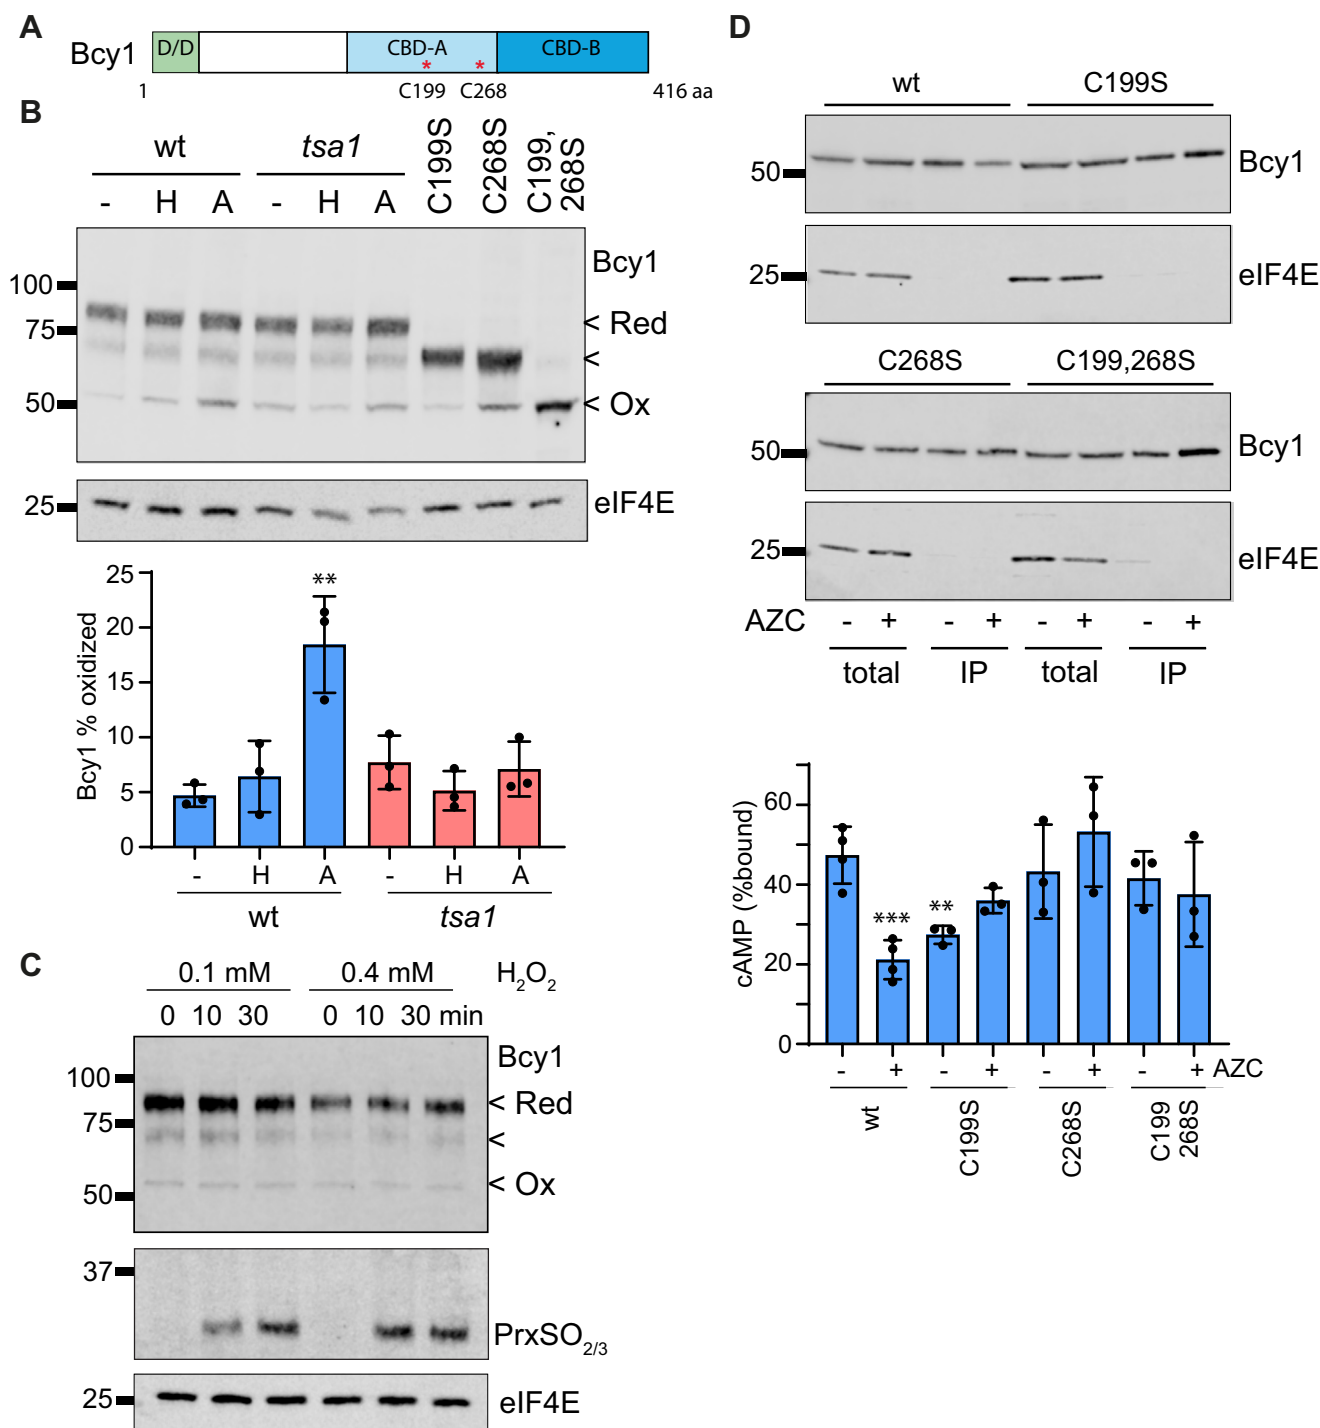 A
Bcy1
D/D
CBD-A
CBD-B
* *
1
C199
C268
416 aa
B
wt
tsa1
C199S
C268S
C199,
268S
- H A - H A
Bcy1
100
75
50
< Red
<
< Ox
25
eIF4E
Bcy1 % oxidized
25
20
15
10
5
0
**
- H A - H A
wt
tsa1
C
0.1 mM
0.4 mM
H2O2
0 10 30 0 10 30 min
Bcy1
100
75
50
< Red
<
< Ox
37
PrxSO2/3
25
eIF4E
D
wt
C199S
50
Bcy1
25
eIF4E
C268S
C199,268S
50
Bcy1
25
eIF4E
AZC - + - + - + - +
total
IP
total
IP
cAMP (%bound)
60
40
20
0
***
**
- + - + - + - + AZC
wt
C199S
C268S
C199
268S